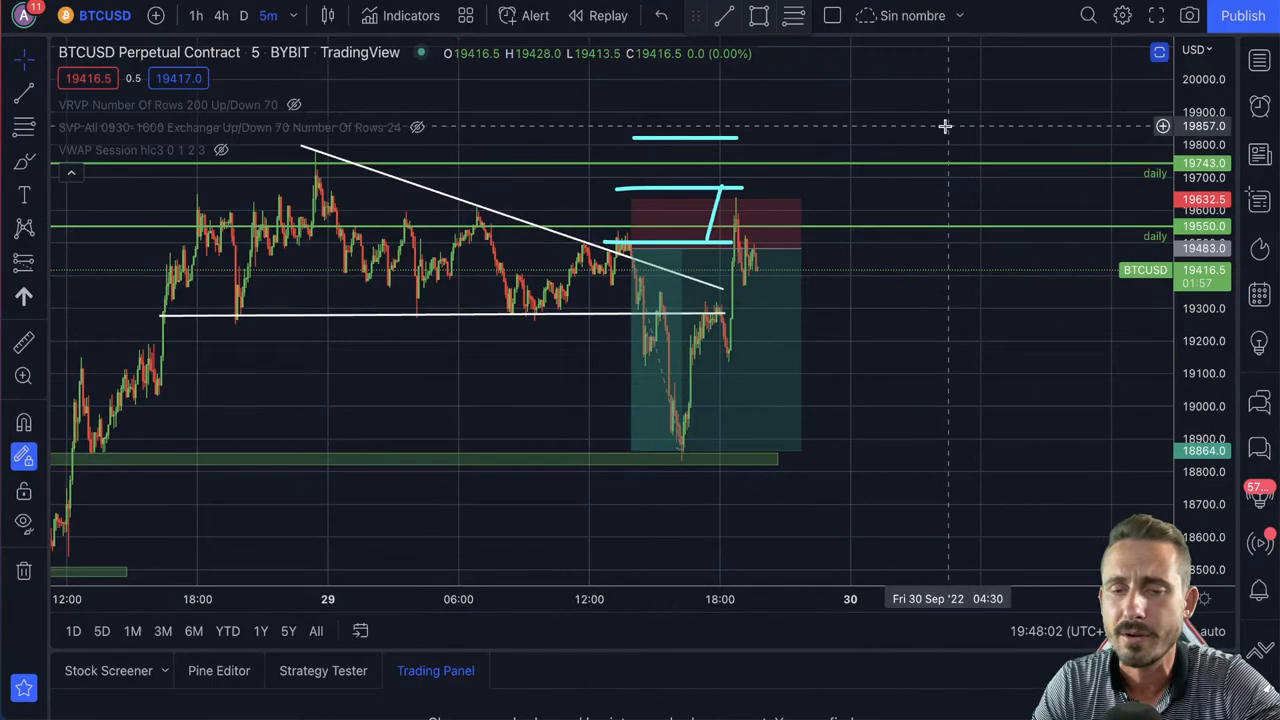 A 11 BTCUSD 1h 4h D 5m Indicators Alert Replay Sin nombre Publish
BTCUSD Perpetual Contract · 5 · BYBIT · TradingView O19416.5 H19428.0 L19413.5 C19416.5 0.0 (0.00%)
19416.5 0.5 19417.0
VRVP Number Of Rows 200 Up/Down 70
SVP All 0930-1600 Exchange Up/Down 70 Number Of Rows 24
VWAP Session hlc3 0 1 2 3
USD
20000.0
19900.0
19857.0
19800.0
19743.0
daily
19700.0
19632.5
19600.0
19550.0
daily
19483.0
BTCUSD 19416.5
01:57
19300.0
19200.0
19100.0
19000.0
18900.0
18864.0
18800.0
18700.0
18600.0
18500.0
57...
12:00 18:00 29 06:00 12:00 18:00 30 Fri 30 Sep '22 04:30
1D 5D 1M 3M 6M YTD 1Y 5Y All 19:48:02 (UTC+ auto
Stock Screener Pine Editor Strategy Tester Trading Panel